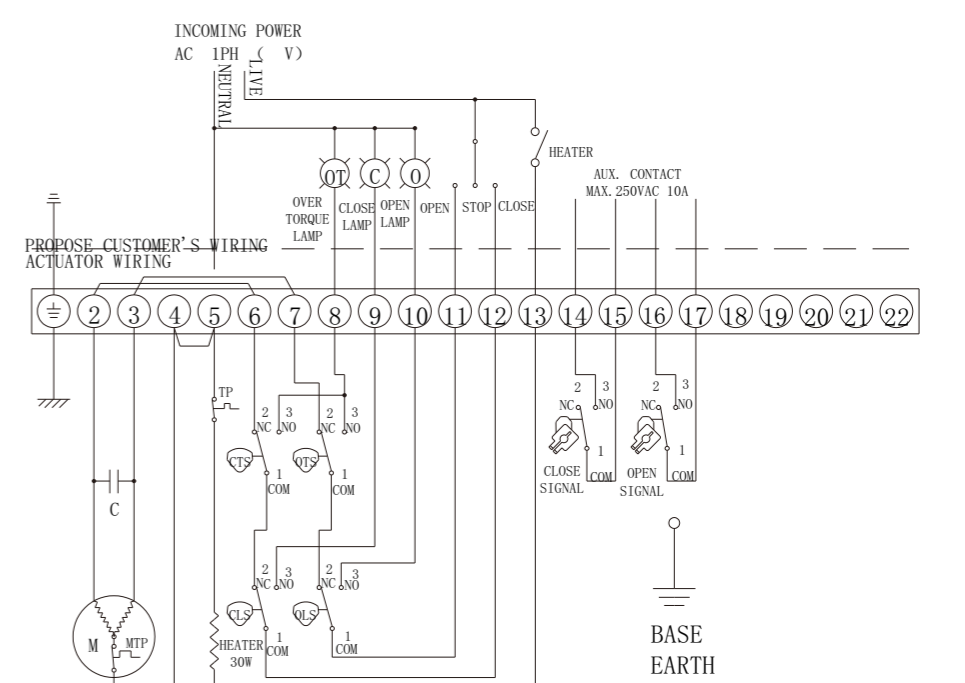 INCOMING POWER
AC 1PH ( V)
NEUTRAL
LIVE
HEATER
OT C O
OVER TORQUE LAMP
CLOSE LAMP
OPEN LAMP
OPEN STOP CLOSE
AUX. CONTACT
MAX.250VAC 10A
PROPOSE CUSTOMER'S WIRING
ACTUATOR WIRING
2 3 4 5 6 7 8 9 10 11 12 13 14 15 16 17 18 19 20 21 22
TP
2 3
NC NO
CTS
1
COM
2 3
NC NO
OTS
1
COM
2 3
NC NO
1
COM
CLOSE
SIGNAL
2 3
NC NO
1
COM
OPEN
SIGNAL
C
2 3
NC NO
CLS
1
COM
2 3
NC NO
OLS
1
COM
M MTP
HEATER
30W
BASE
EARTH